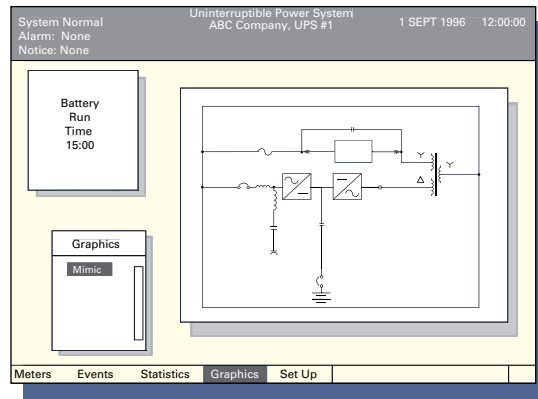 Uninterruptible Power System
System Normal
ABC Company, UPS #1
1 SEPT 1996 12:00:00
Alarm: None
Notice: None
Battery
Run
Time
15:00
Graphics
Mimic
Meters Events Statistics Graphics Set Up